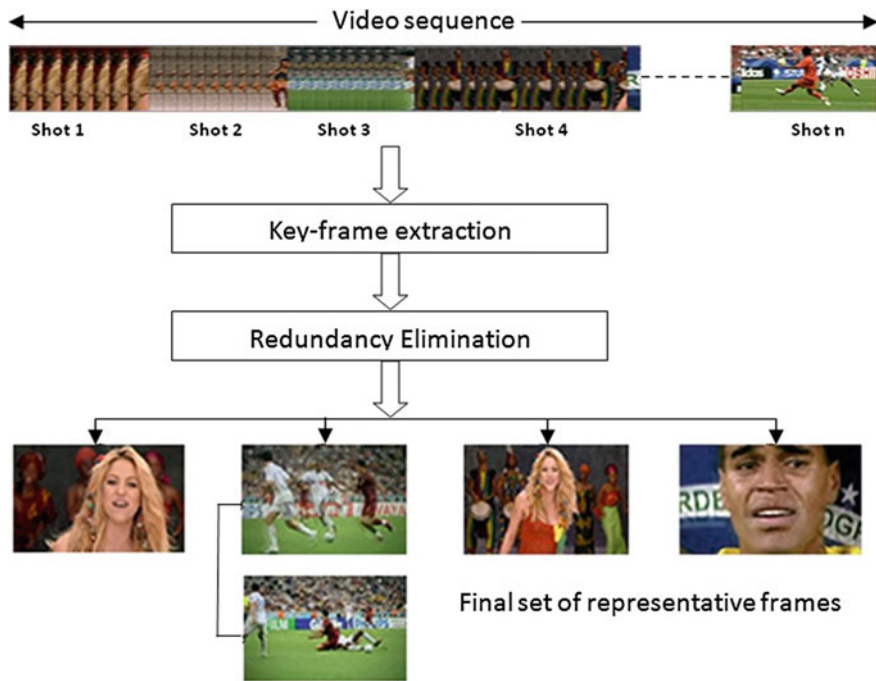 Video sequence
Shot 1 Shot 2 Shot 3 Shot 4 Shot n
Key-frame extraction
Redundancy Elimination
Final set of representative frames